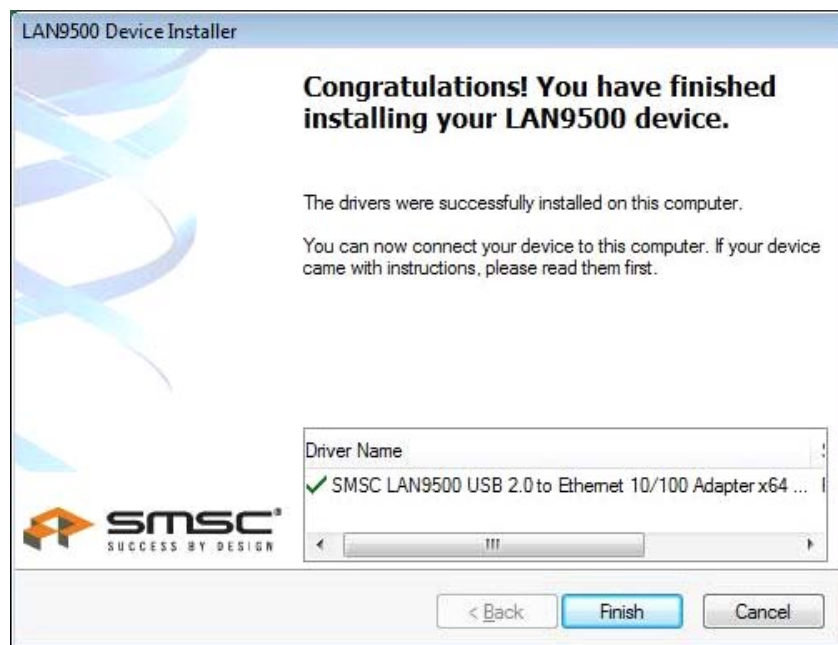 LAN9500 Device Installer
Congratulations! You have finished
installing your LAN9500 device.
The drivers were successfully installed on this computer.
You can now connect your device to this computer. If your device
came with instructions, please read them first.
Driver Name
SMSC LAN9500 USB 2.0 to Ethernet 10/100 Adapter x64 ...
smsc®
SUCCESS BY DESIGN
< Back Finish Cancel